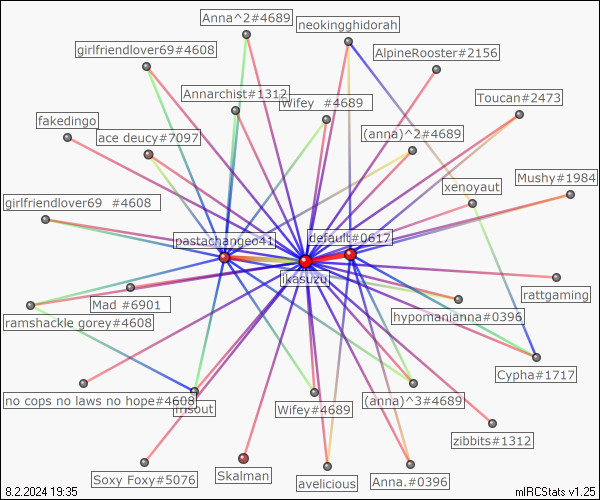 Anna^2#4689
neokingghidorah
girlfriendlover69#4608
AlpineRooster#2156
Annarchist#1312
Wifey  #4689
Toucan#2473
fakedingo
ace deucy#7097
(anna)^2#4689
xenoyaut
Mushy#1984
girlfriendlover69  #4608
pastachangeo41
default#0617
ikasuzu
rattgaming
Mad #6901
hypomanianna#0396
ramshackle gorey#4608
Cypha#1717
no cops no laws no hope#4608
frisout
Wifey#4689
(anna)^3#4689
zibbits#1312
Soxy Foxy#5076
Skalman
avelicious
Anna.#0396
8.2.2024 19:35
mIRCStats v1.25